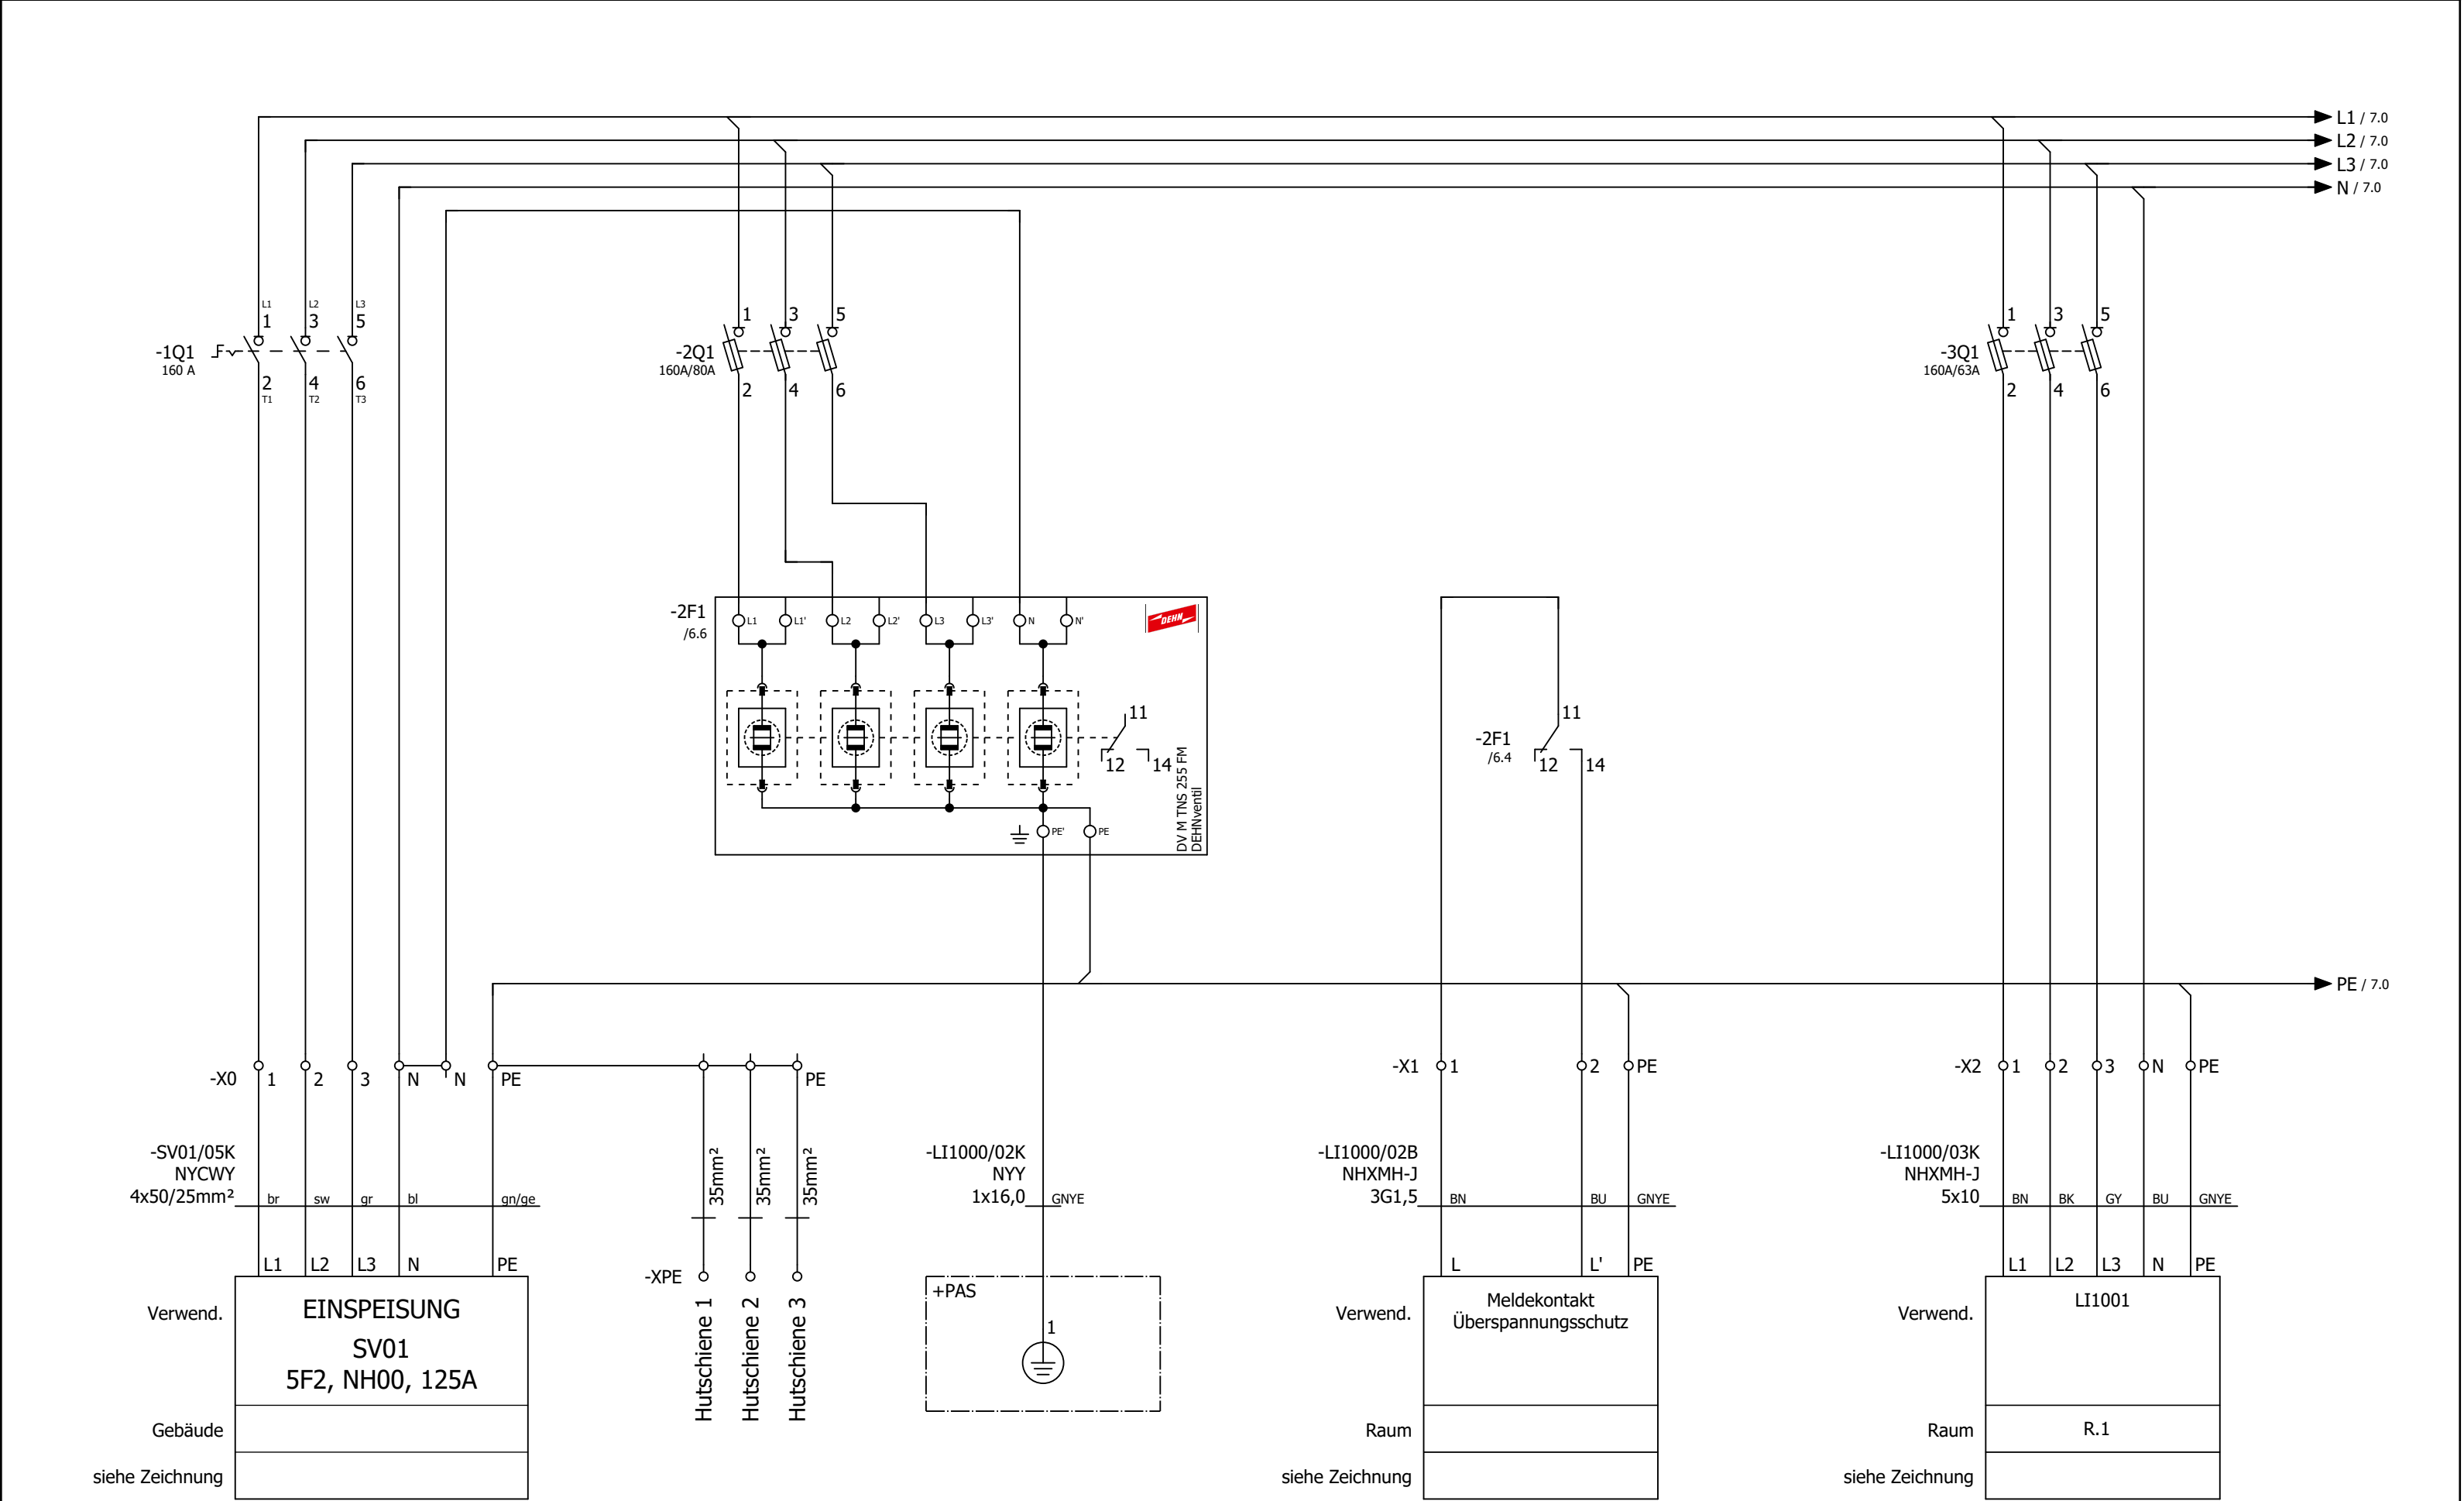 L1 / 7.0
L2 / 7.0
L3 / 7.0
N / 7.0
L1 L2 L3
1 3 5
-1Q1
160 A
2 4 6
T1 T2 T3
1 3 5
-2Q1
160A/80A
2 4 6
1 3 5
-3Q1
160A/63A
2 4 6
-2F1
/6.6
L1 L1' L2 L2' L3 L3' N N'
DEHN
11
12 14
DV M TNS 255 FM
DEHNventil
PE' PE
11
-2F1
/6.4
12 14
PE / 7.0
-X0 1 2 3 N N PE PE
-X1 1 2 PE
-X2 1 2 3 N PE
-SV01/05K
NYCWY
4x50/25mm² br sw gr bl gn/ge
35mm² 35mm² 35mm²
-LI1000/02K
NYY
1x16,0 GNYE
-LI1000/02B
NHXMH-J
3G1,5 BN BU GNYE
-LI1000/03K
NHXMH-J
5x10 BN BK GY BU GNYE
L1 L2 L3 N PE
Verwend.
EINSPEISUNG
SV01
5F2, NH00, 125A
Gebäude
siehe Zeichnung
-XPE
Hutschiene 1
Hutschiene 2
Hutschiene 3
+PAS
1
L L' PE
Verwend.
Meldekontakt
Überspannungsschutz
Raum
siehe Zeichnung
L1 L2 L3 N PE
Verwend.
LI1001
Raum
R.1
siehe Zeichnung